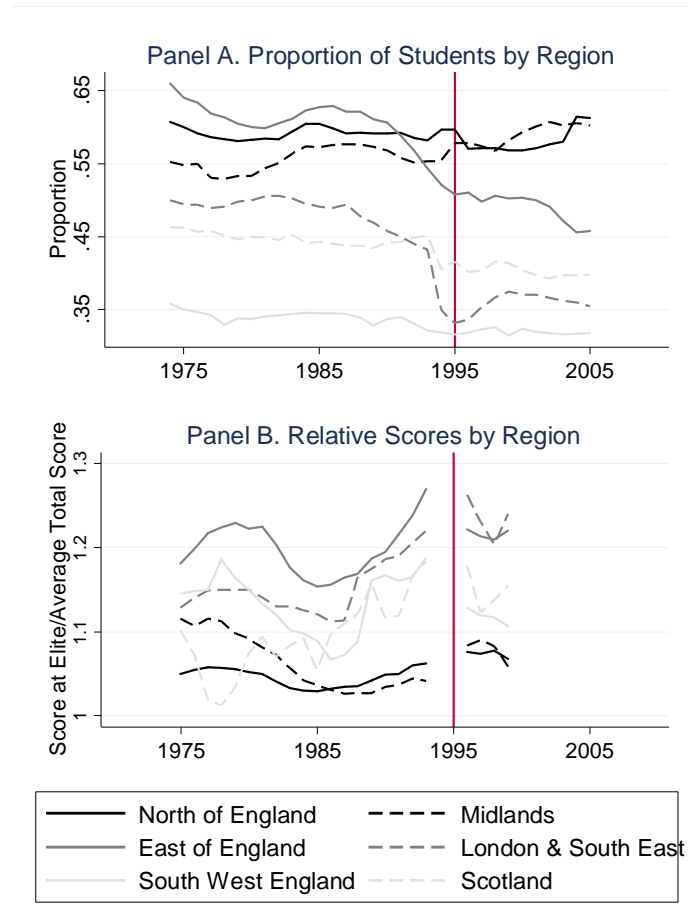 Panel A. Proportion of Students by Region
Proportion
.65
.55
.45
.35
1975 1985 1995 2005
Panel B. Relative Scores by Region
Score at Elite/Average Total Score
1.3
1.2
1.1
1
1975 1985 1995 2005
North of England Midlands
East of England London & South East
South West England Scotland